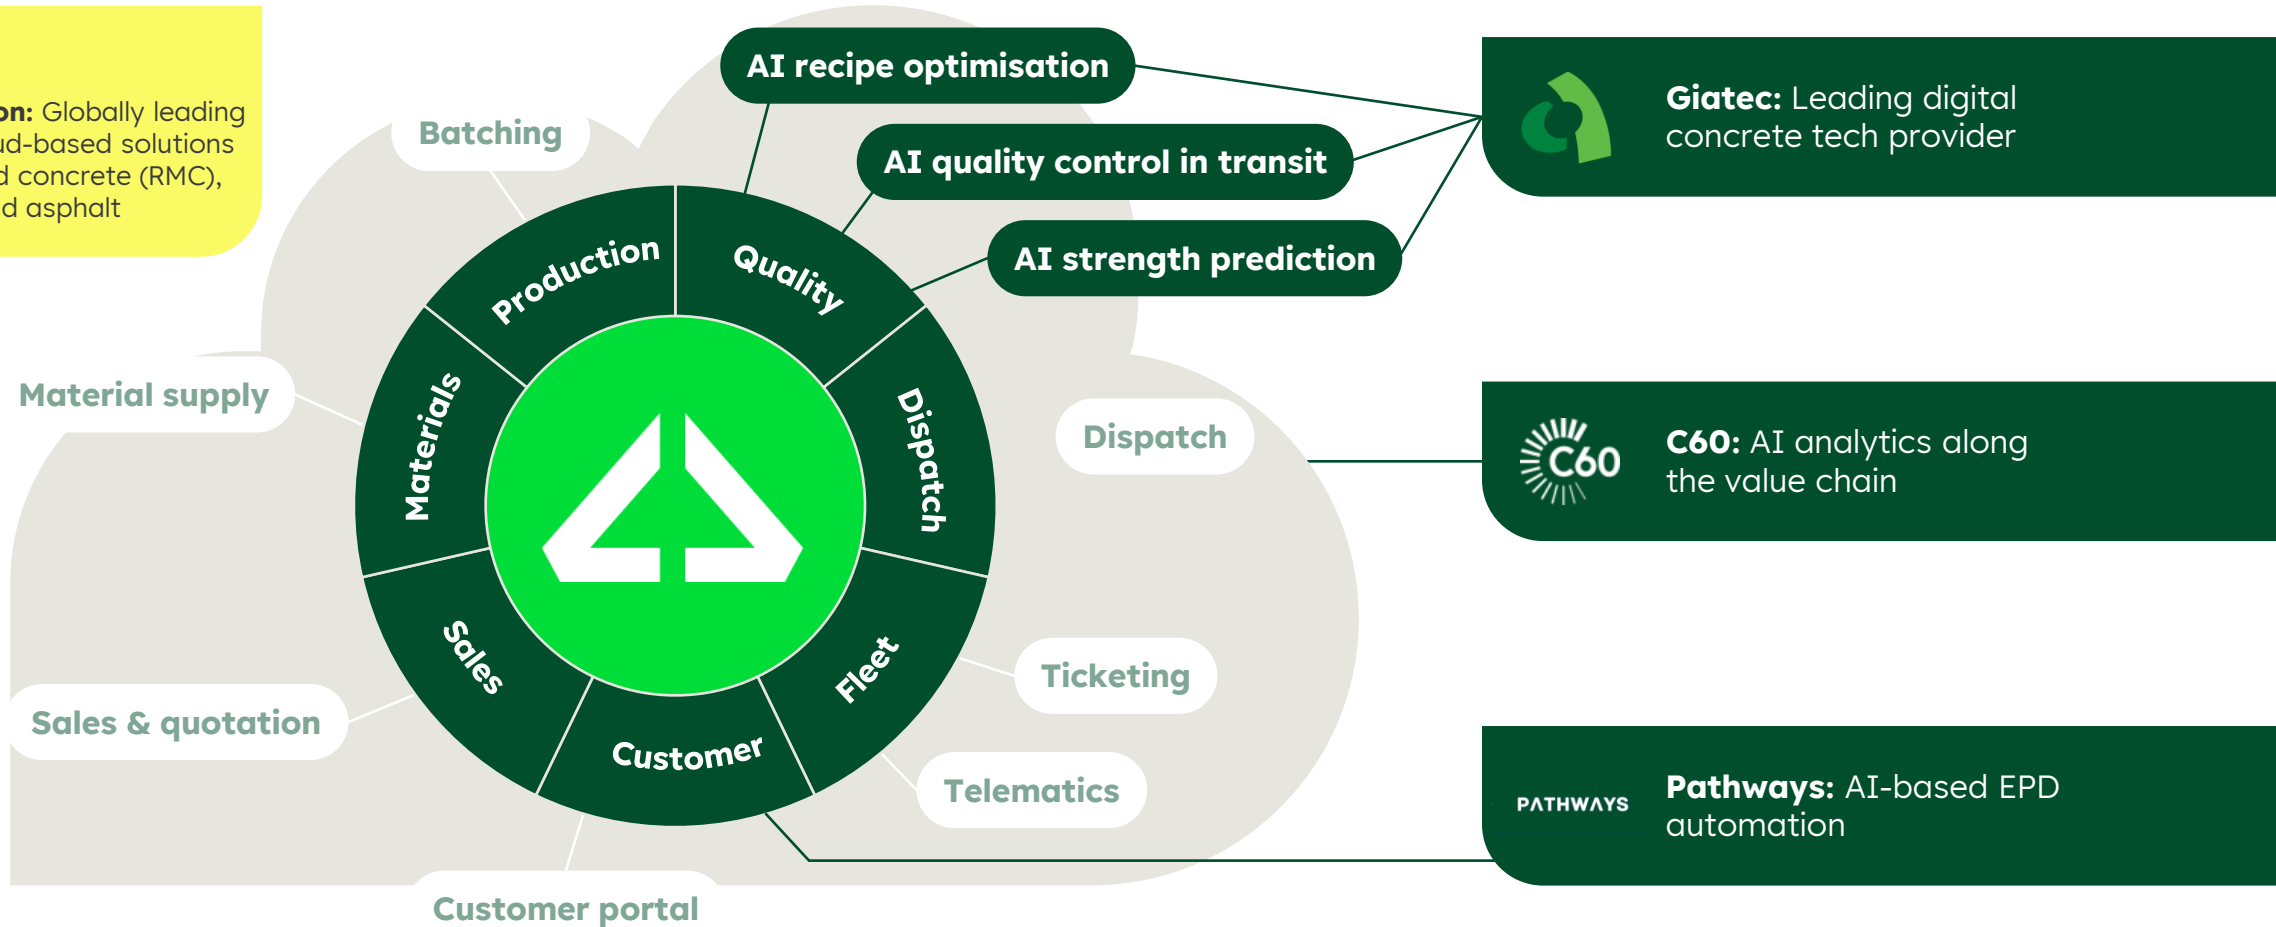 on: Globally leading
ud-based solutions
d concrete (RMC),
d asphalt
AI recipe optimisation
Batching
AI quality control in transit
AI strength prediction
Giatec: Leading digital
concrete tech provider
Production
Quality
Materials
Dispatch
Sales
Fleet
Customer
Material supply
Dispatch
C60
C60: AI analytics along
the value chain
Ticketing
Sales & quotation
Telematics
PATHWAYS
Pathways: AI-based EPD
automation
Customer portal